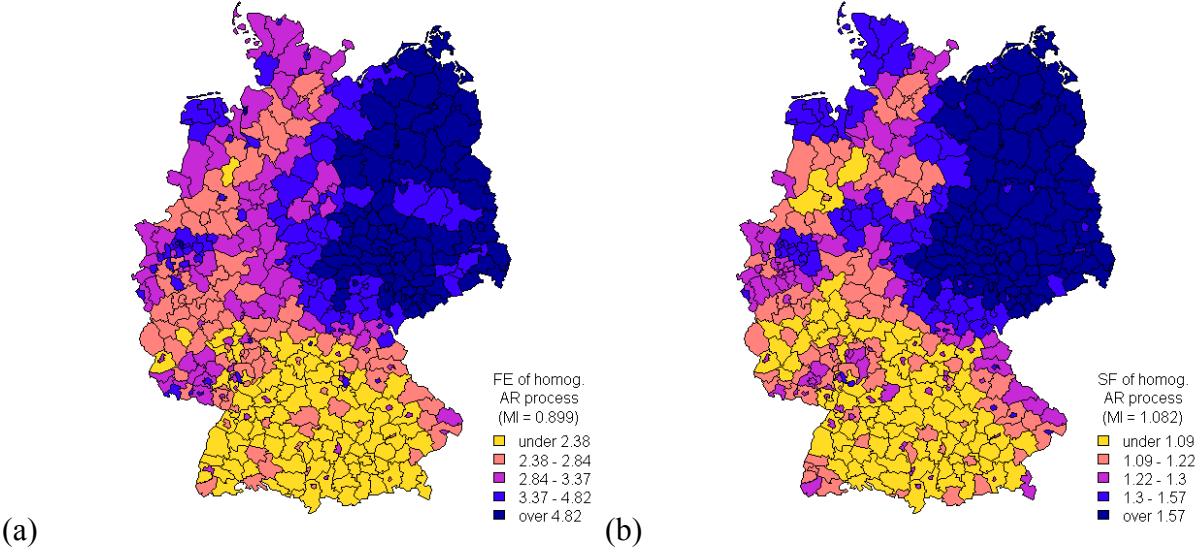 FE of homog.
AR process
(MI = 0.899)
under 2.38
2.38 - 2.84
2.84 - 3.37
3.37 - 4.82
over 4.82
(a)
SF of homog.
AR process
(MI = 1.082)
under 1.09
1.09 - 1.22
1.22 - 1.3
1.3 - 1.57
over 1.57
(b)